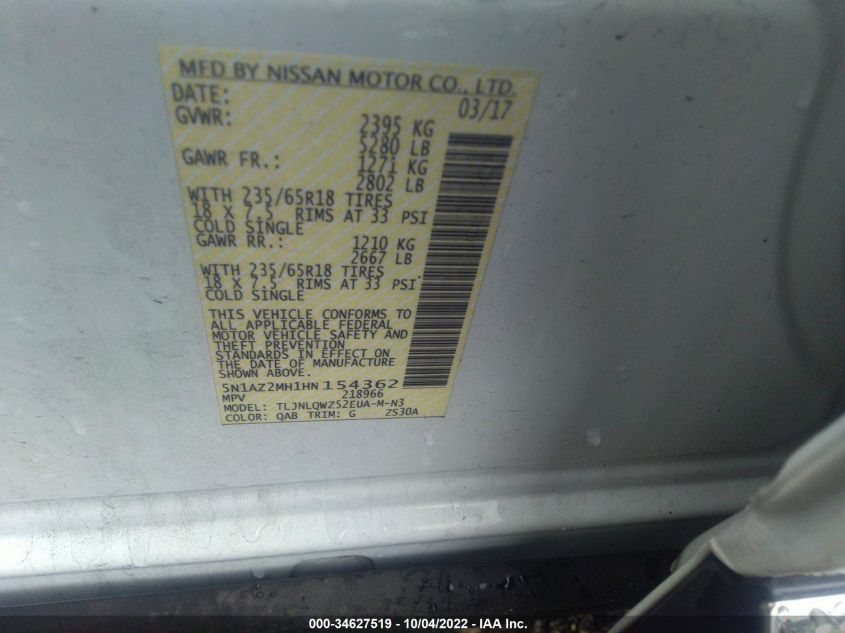 MFD BY NISSAN MOTOR CO., LTD.
DATE: 03/17
GVWR: 2395 KG
5280 LB
GAWR FR.: 1271 KG
2802 LB
WITH 235/65R18 TIRES
18 X 7.5 RIMS AT 33 PSI
COLD SINGLE
GAWR RR.: 1210 KG
2667 LB
WITH 235/65R18 TIRES
18 X 7.5 RIMS AT 33 PSI
COLD SINGLE
THIS VEHICLE CONFORMS TO
ALL APPLICABLE FEDERAL
MOTOR VEHICLE SAFETY AND
THEFT PREVENTION
STANDARDS IN EFFECT ON
THE DATE OF MANUFACTURE
SHOWN ABOVE.
5N1AZ2MH1HN154362
MPV 218966
MODEL: TLJNLQWZ52EUA-M-N3
COLOR: QAB TRIM: G ZS30A
000-34627519 - 10/04/2022 - IAA Inc.